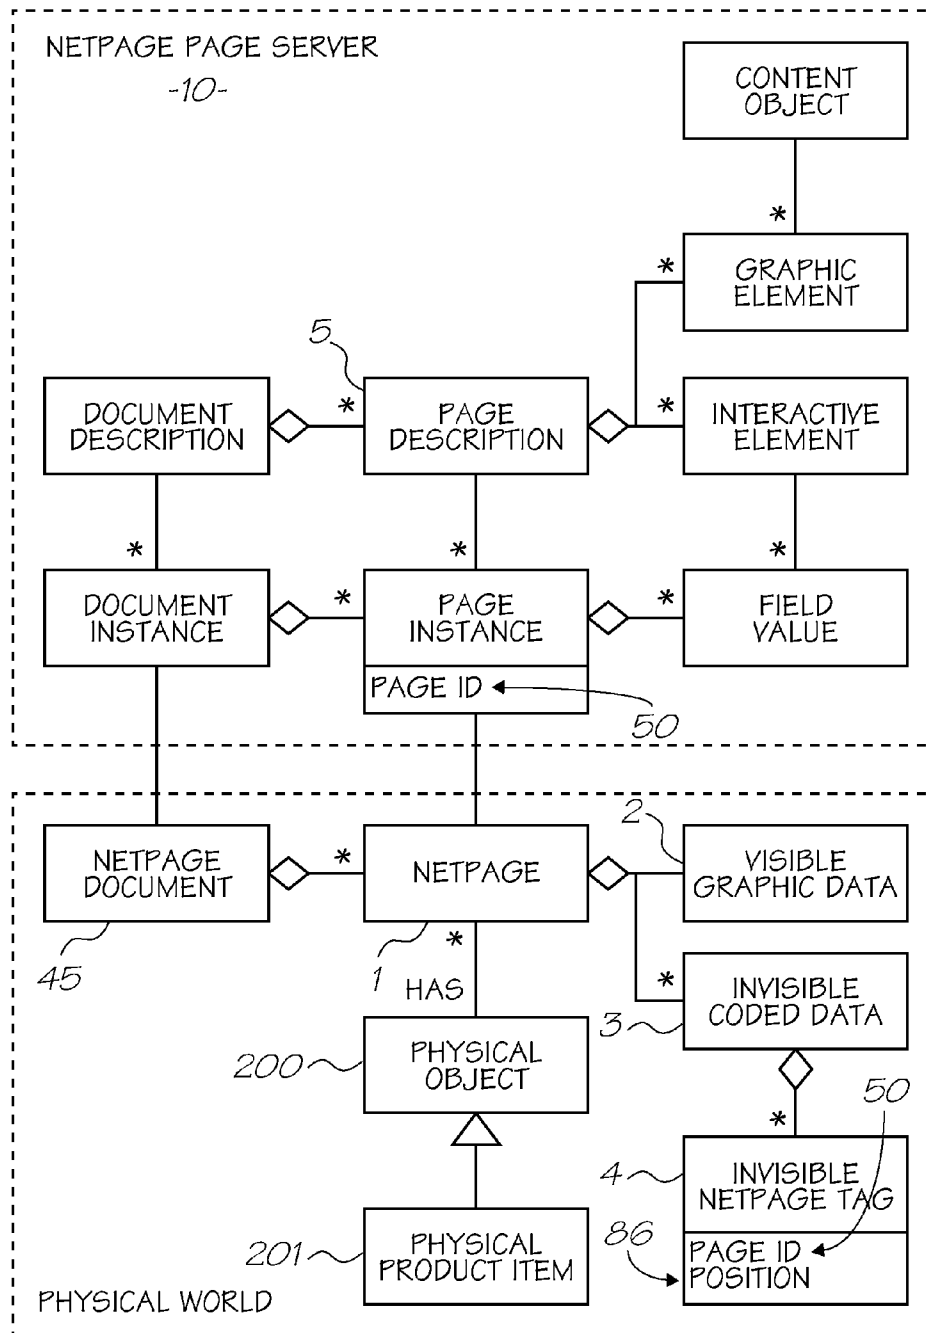 NETPAGE PAGE SERVER
-10-
CONTENT
OBJECT
*
*
GRAPHIC
ELEMENT
5
DOCUMENT
DESCRIPTION
*
PAGE
DESCRIPTION
*
INTERACTIVE
ELEMENT
*
*
*
DOCUMENT
INSTANCE
*
PAGE
INSTANCE
*
FIELD
VALUE
PAGE ID
50
2
NETPAGE
DOCUMENT
*
NETPAGE
VISIBLE
GRAPHIC DATA
45
1
*
HAS
*
3
INVISIBLE
CODED DATA
200
PHYSICAL
OBJECT
50
*
4
INVISIBLE
NETPAGE TAG
201
PHYSICAL
PRODUCT ITEM
86
PAGE ID
POSITION
PHYSICAL WORLD